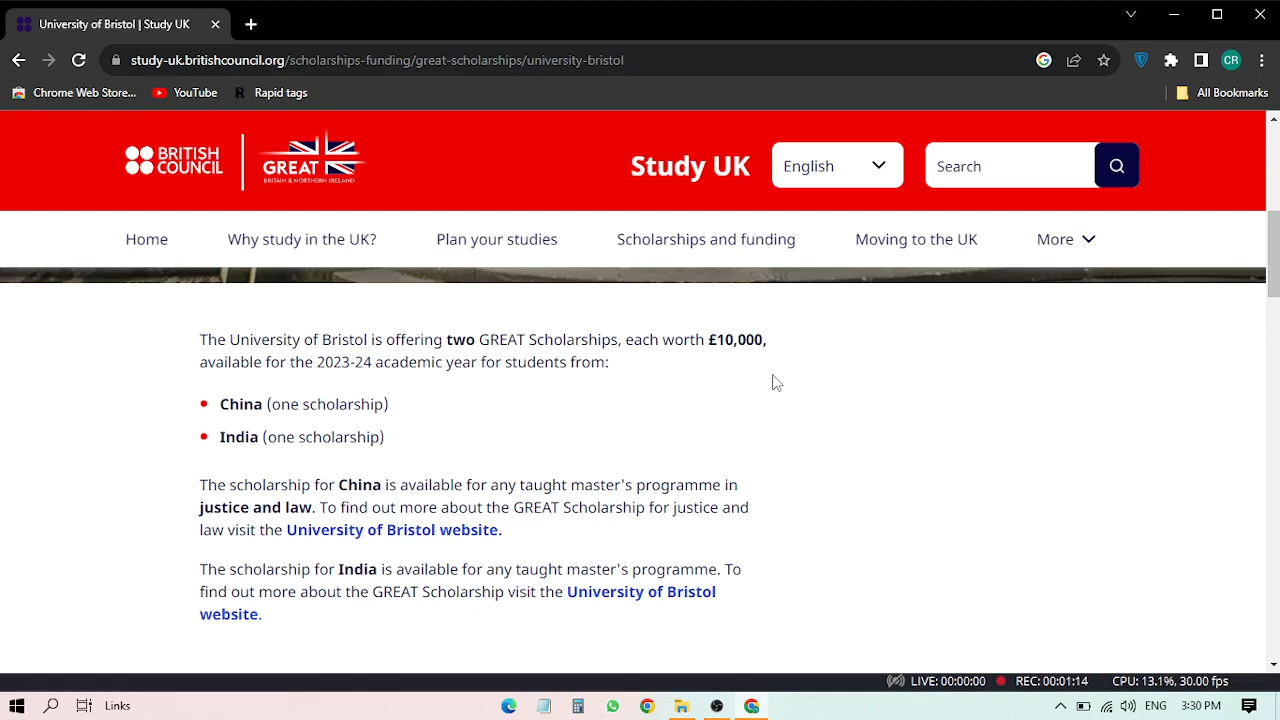 University of Bristol | Study UK
study-uk.britishcouncil.org/scholarships-funding/great-scholarships/university-bristol
CR
Chrome Web Store...
YouTube
R Rapid tags
All Bookmarks
BRITISH
COUNCIL
GREAT
BRITAIN & NORTHERN IRELAND
Study UK
English
Search
Home
Why study in the UK?
Plan your studies
Scholarships and funding
Moving to the UK
More
The University of Bristol is offering two GREAT Scholarships, each worth £10,000,
available for the 2023-24 academic year for students from:
China (one scholarship)
India (one scholarship)
The scholarship for China is available for any taught master's programme in
justice and law. To find out more about the GREAT Scholarship for justice and
law visit the University of Bristol website.
The scholarship for India is available for any taught master's programme. To
find out more about the GREAT Scholarship visit the University of Bristol
website.
LIVE: 00:00:00
REC: 00:01:14
CPU: 13.1%, 30.00 fps
Links
ENG
3:30 PM